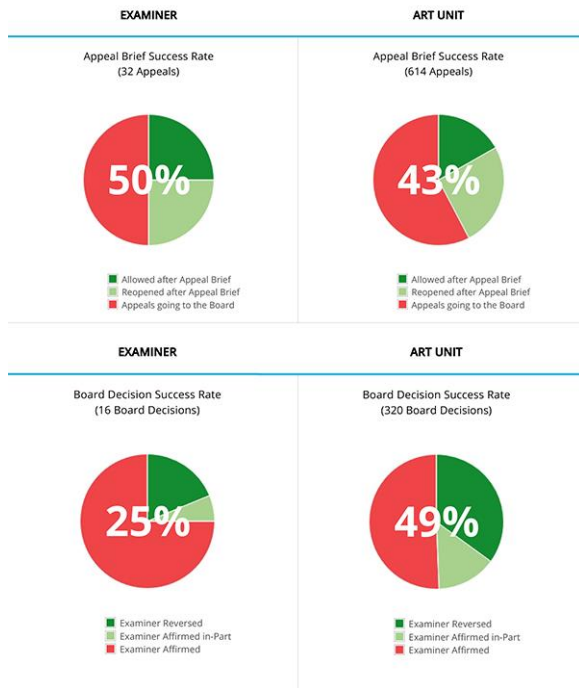 EXAMINER
ART UNIT
Appeal Brief Success Rate
(32 Appeals)
Appeal Brief Success Rate
(614 Appeals)
50%
43%
Allowed after Appeal Brief
Reopened after Appeal Brief
Appeals going to the Board
Allowed after Appeal Brief
Reopened after Appeal Brief
Appeals going to the Board
EXAMINER
ART UNIT
Board Decision Success Rate
(16 Board Decisions)
Board Decision Success Rate
(320 Board Decisions)
25%
49%
Examiner Reversed
Examiner Affirmed in-Part
Examiner Affirmed
Examiner Reversed
Examiner Affirmed in-Part
Examiner Affirmed